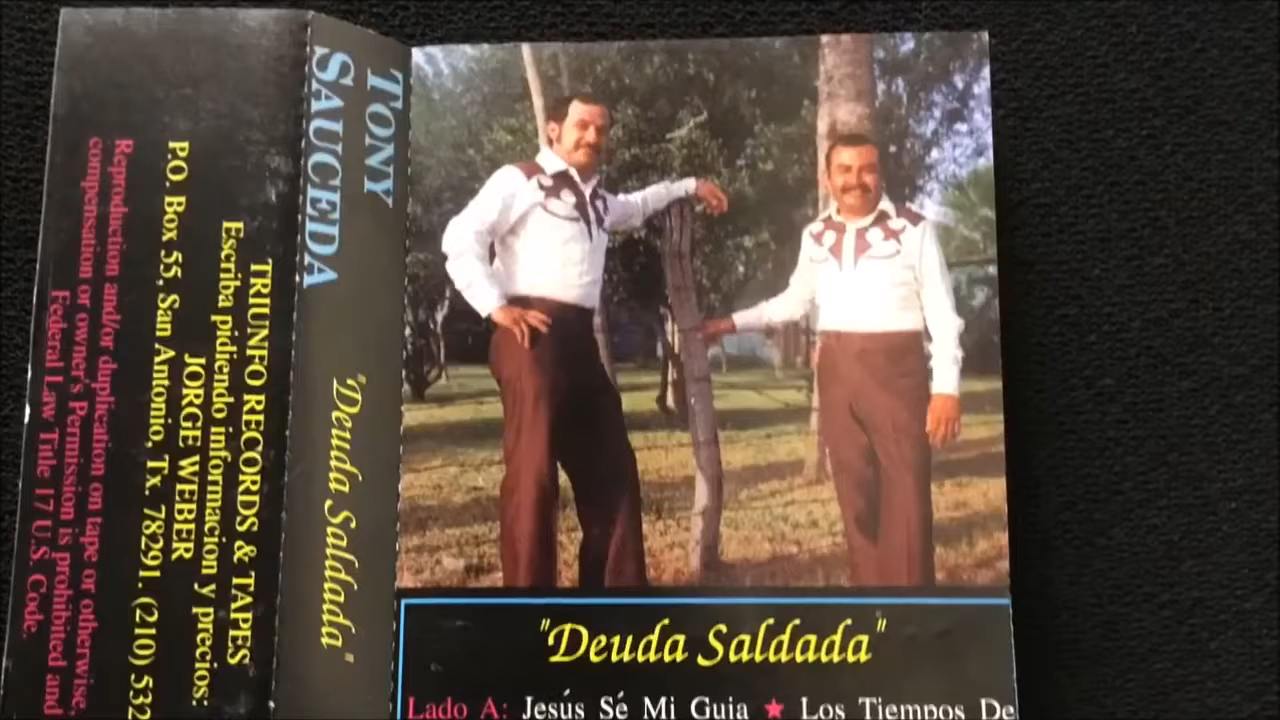 TONY
SAUCEDA
"Deuda Saldada"
TRIUNFO RECORDS & TAPES
Escriba pidiendo informacion y precios:
JORGE WEBER
P.O. Box 55, San Antonio, Tx. 78291. (210) 532
Reproduction and/or duplication on tape or otherwise,
compensation or owner's Permission is prohibited and
Federal Law Title 17 U.S. Code.
"Deuda Saldada"
Lado A: Jesús Sé Mi Guia ★ Los Tiempos De